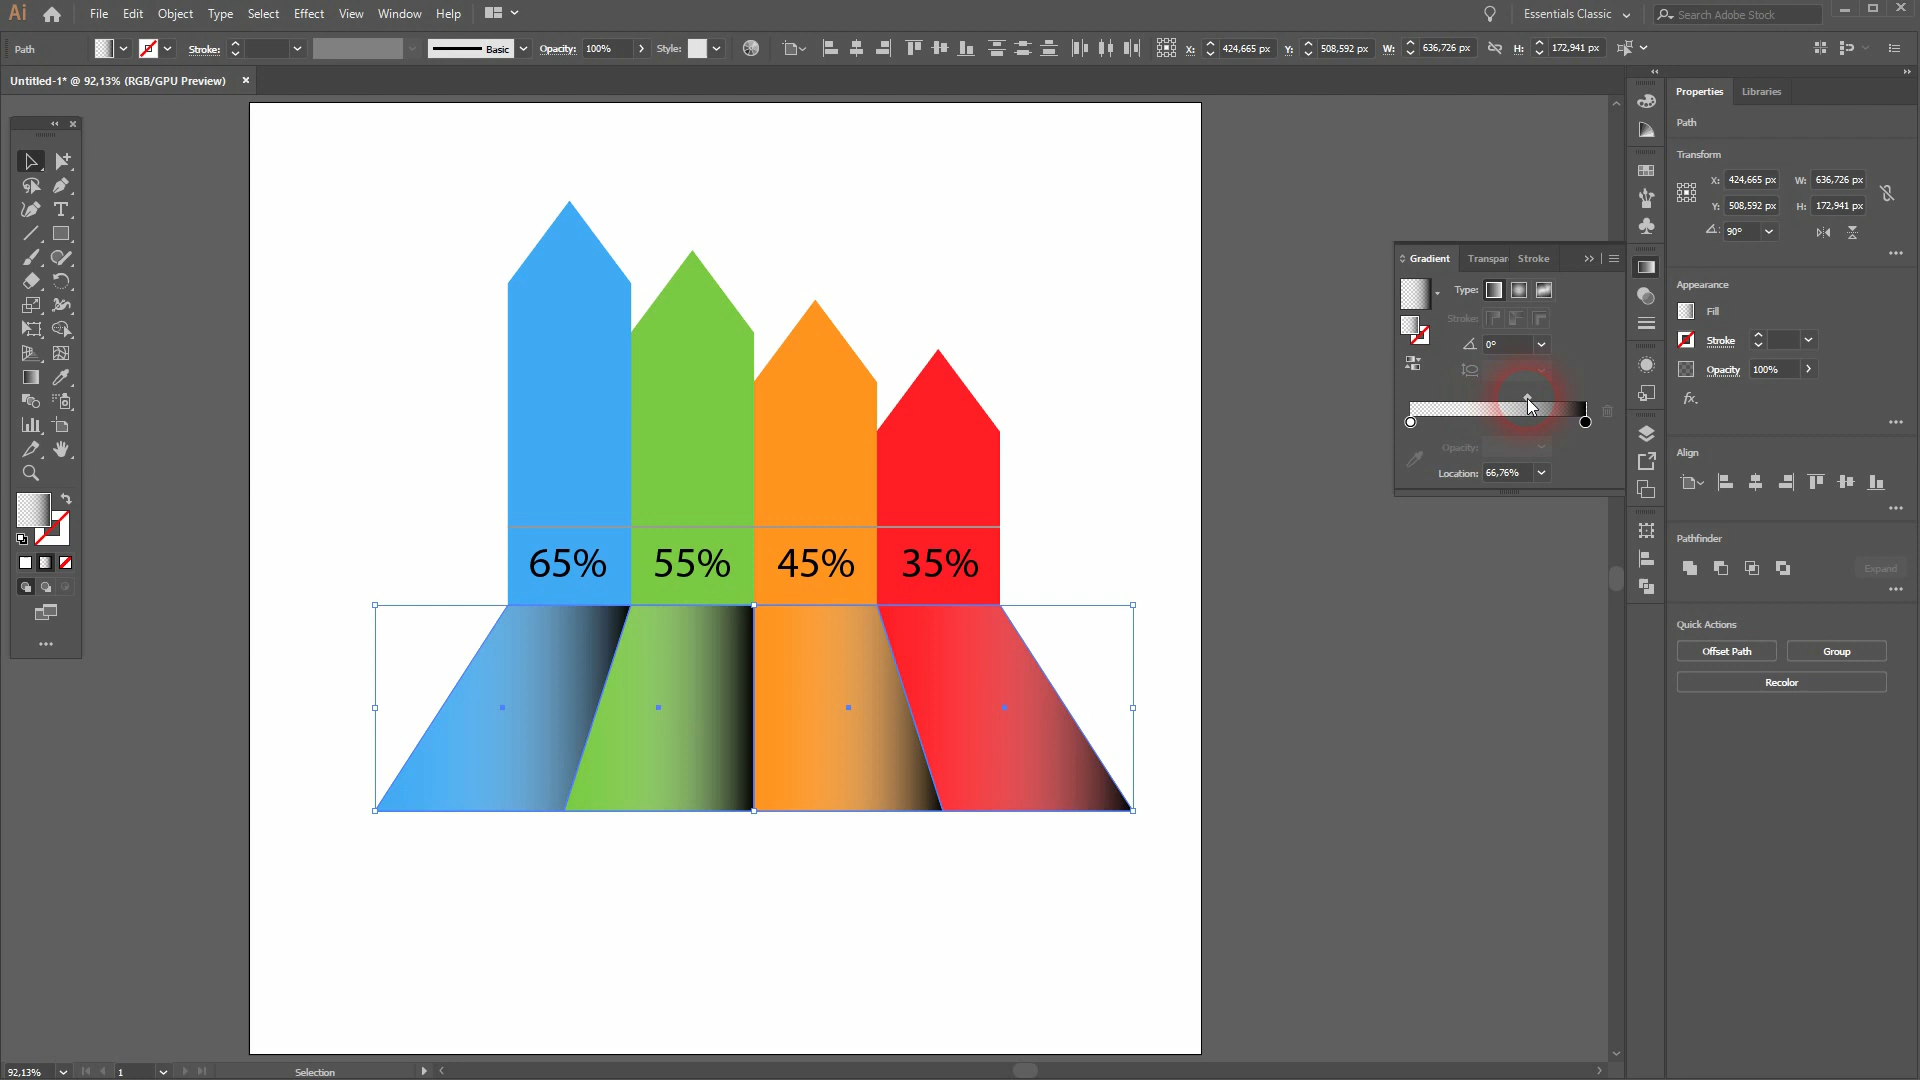 Ai File Edit Object Type Select Effect View Window Help Essentials Classic Search Adobe Stock
Path Stroke: Basic Opacity: 100% Style: X: 424,665 px Y: 508,592 px W: 636,726 px H: 172,941 px
Untitled-1* @ 92,13% (RGB/GPU Preview)
Properties Libraries
Path
Transform
X: 424,665 px W: 636,726 px
Y: 508,592 px H: 172,941 px
90°
Gradient Transpar Stroke
Type:
Stroke:
0°
Opacity:
Location: 66,76%
Appearance
Fill
Stroke
Opacity 100%
fx.
Align
Pathfinder
Expand
Quick Actions
Offset Path Group
Recolor
65% 55% 45% 35%
92,13% 1 Selection